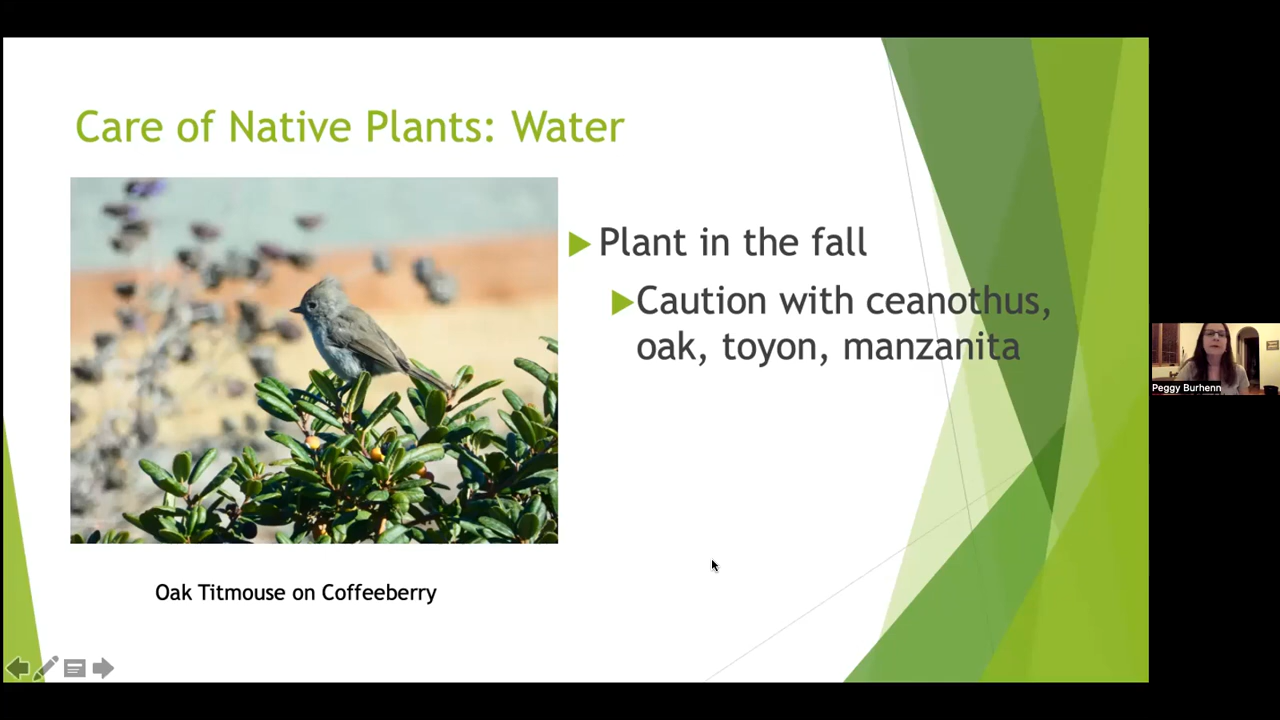 Care of Native Plants: Water
Plant in the fall
Caution with ceanothus,
oak, toyon, manzanita
Oak Titmouse on Coffeeberry
Peggy Burhenn